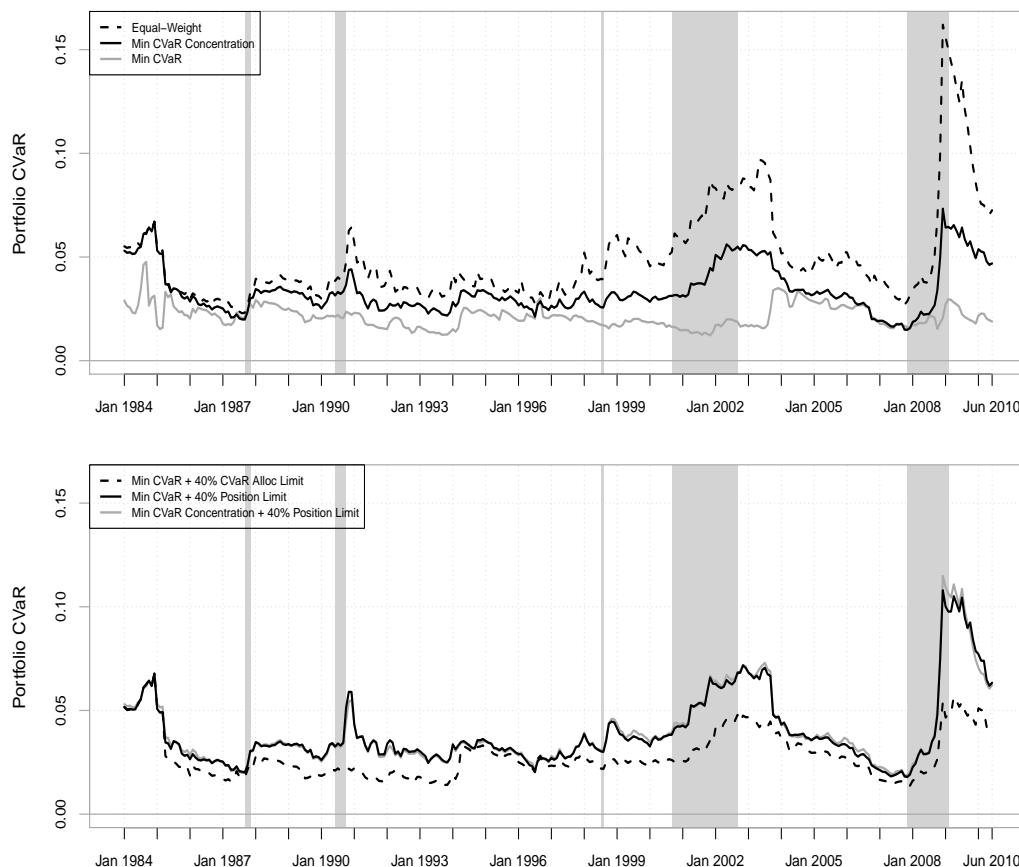 Equal−Weight
Min CVaR Concentration
Min CVaR
Portfolio CVaR
0.15
0.10
0.05
0.00
Jan 1984 Jan 1987 Jan 1990 Jan 1993 Jan 1996 Jan 1999 Jan 2002 Jan 2005 Jan 2008 Jun 2010
Min CVaR + 40% CVaR Alloc Limit
Min CVaR + 40% Position Limit
Min CVaR Concentration + 40% Position Limit
Portfolio CVaR
0.15
0.10
0.05
0.00
Jan 1984 Jan 1987 Jan 1990 Jan 1993 Jan 1996 Jan 1999 Jan 2002 Jan 2005 Jan 2008 Jun 2010